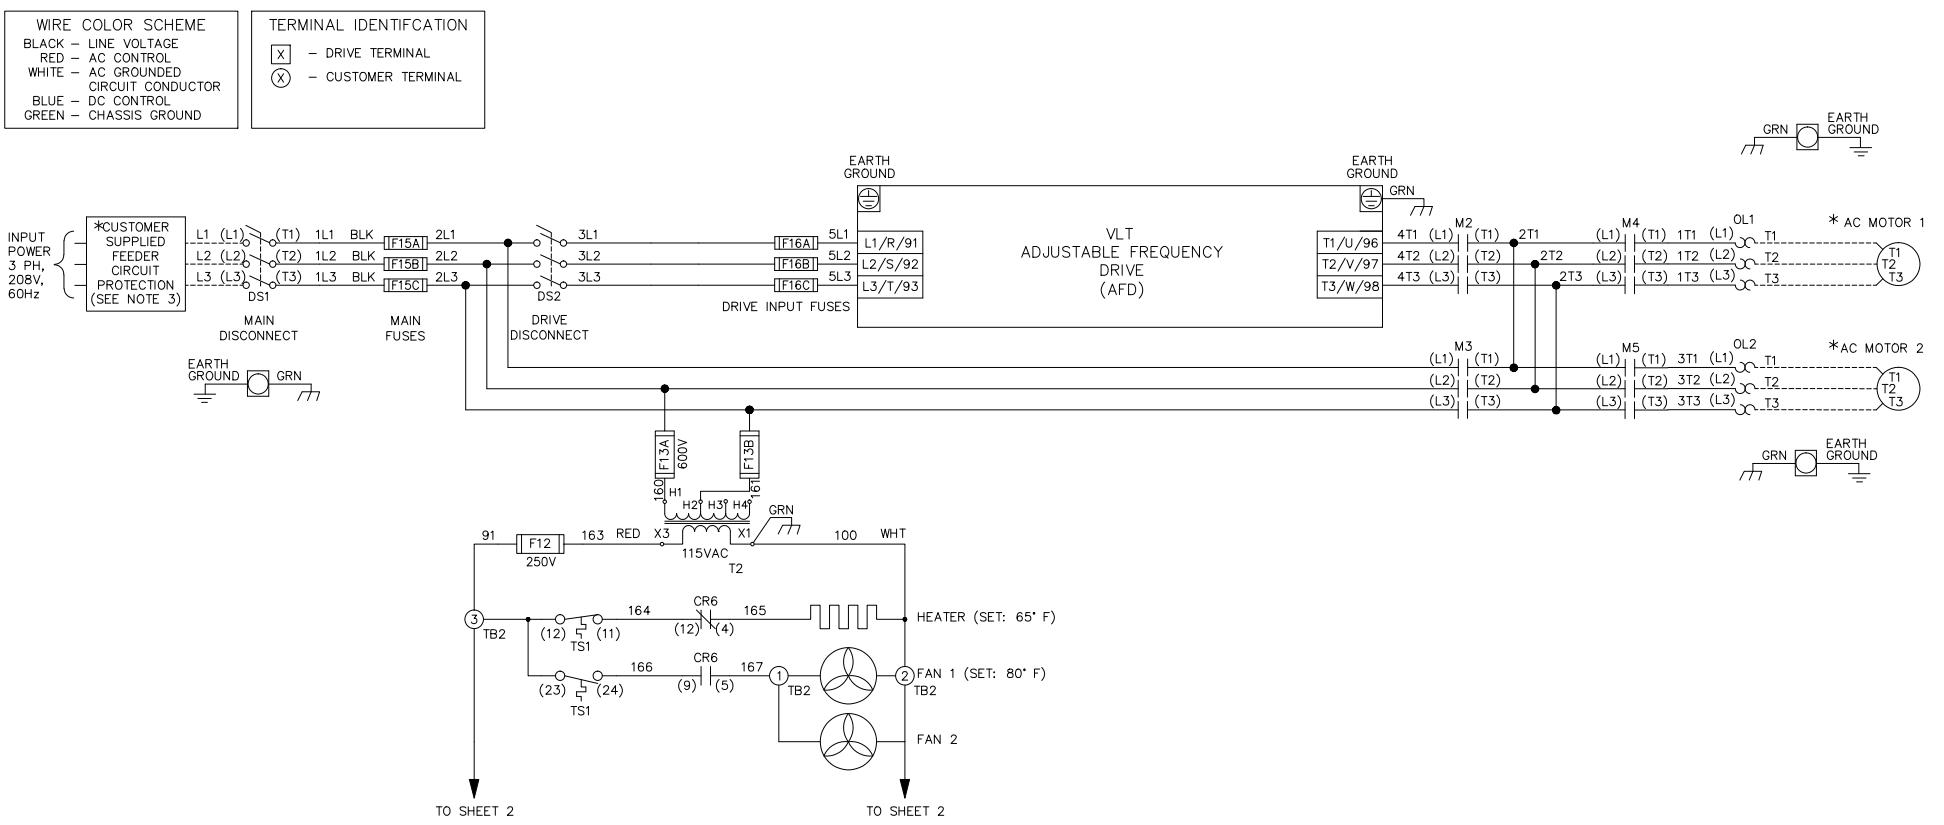 WIRE COLOR SCHEME
BLACK – LINE VOLTAGE
RED – AC CONTROL
WHITE – AC GROUNDED
CIRCUIT CONDUCTOR
BLUE – DC CONTROL
GREEN – CHASSIS GROUND
TERMINAL IDENTIFCATION
X – DRIVE TERMINAL
X – CUSTOMER TERMINAL
GRN
EARTH
GROUND
INPUT
POWER
3 PH,
208V,
60Hz
*CUSTOMER
SUPPLIED
FEEDER
CIRCUIT
PROTECTION
(SEE NOTE 3)
L1 (L1) (T1) 1L1 BLK F15A 2L1
L2 (L2) (T2) 1L2 BLK F15B 2L2
L3 (L3) (T3) 1L3 BLK F15C 2L3
DS1
MAIN
DISCONNECT
MAIN
FUSES
3L1
3L2
3L3
DS2
DRIVE
DISCONNECT
F16A 5L1
F16B 5L2
F16C 5L3
DRIVE INPUT FUSES
EARTH
GROUND
L1/R/91
L2/S/92
L3/T/93
VLT
ADJUSTABLE FREQUENCY
DRIVE
(AFD)
EARTH
GROUND
GRN
T1/U/96
T2/V/97
T3/W/98
M2
M4
OL1
* AC MOTOR 1
4T1 (L1) (T1) 2T1 (L1) (T1) 1T1 (L1) T1
4T2 (L2) (T2) 2T2 (L2) (T2) 1T2 (L2) T2
4T3 (L3) (T3) 2T3 (L3) (T3) 1T3 (L3) T3
T1
T2
T3
EARTH
GROUND
GRN
M3
M5
OL2
*AC MOTOR 2
(L1) (T1) (L1) (T1) 3T1 (L1) T1
(L2) (T2) (L2) (T2) 3T2 (L2) T2
(L3) (T3) (L3) (T3) 3T3 (L3) T3
T1
T2
T3
GRN
EARTH
GROUND
F13A
600V
F13B
160
161
H1
H2
H3
H4
GRN
91
F12
250V
163
RED
X3
X1
115VAC
T2
100
WHT
3
TB2
(12)
(11)
TS1
164
CR6
(12)
(4)
165
HEATER (SET: 65° F)
(23)
(24)
TS1
166
CR6
(9)
(5)
167
1
TB2
2
TB2
FAN 1 (SET: 80° F)
FAN 2
TO SHEET 2
TO SHEET 2